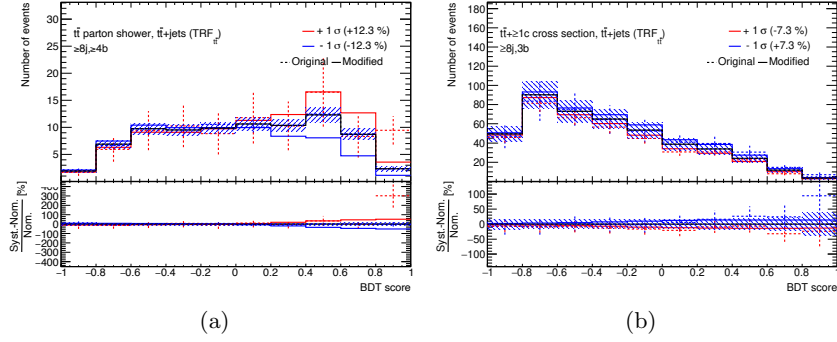 Number of events
tt̄ parton shower, tt̄+jets (TRF_tt̄)
≥8j,≥4b
+ 1 σ (+12.3 %)
- 1 σ (-12.3 %)
Original Modified
30
25
20
15
10
5
Syst.-Nom. [%]
Nom.
400
300
200
100
0
−100
−200
−300
−400
−1 −0.8 −0.6 −0.4 −0.2 0 0.2 0.4 0.6 0.8 1
BDT score
(a)
Number of events
tt̄+≥1c cross section, tt̄+jets (TRF_tt̄)
≥8j,3b
+ 1 σ (-7.3 %)
- 1 σ (+7.3 %)
Original Modified
180
160
140
120
100
80
60
40
20
Syst.-Nom. [%]
Nom.
100
50
0
−50
−100
−1 −0.8 −0.6 −0.4 −0.2 0 0.2 0.4 0.6 0.8 1
BDT score
(b)